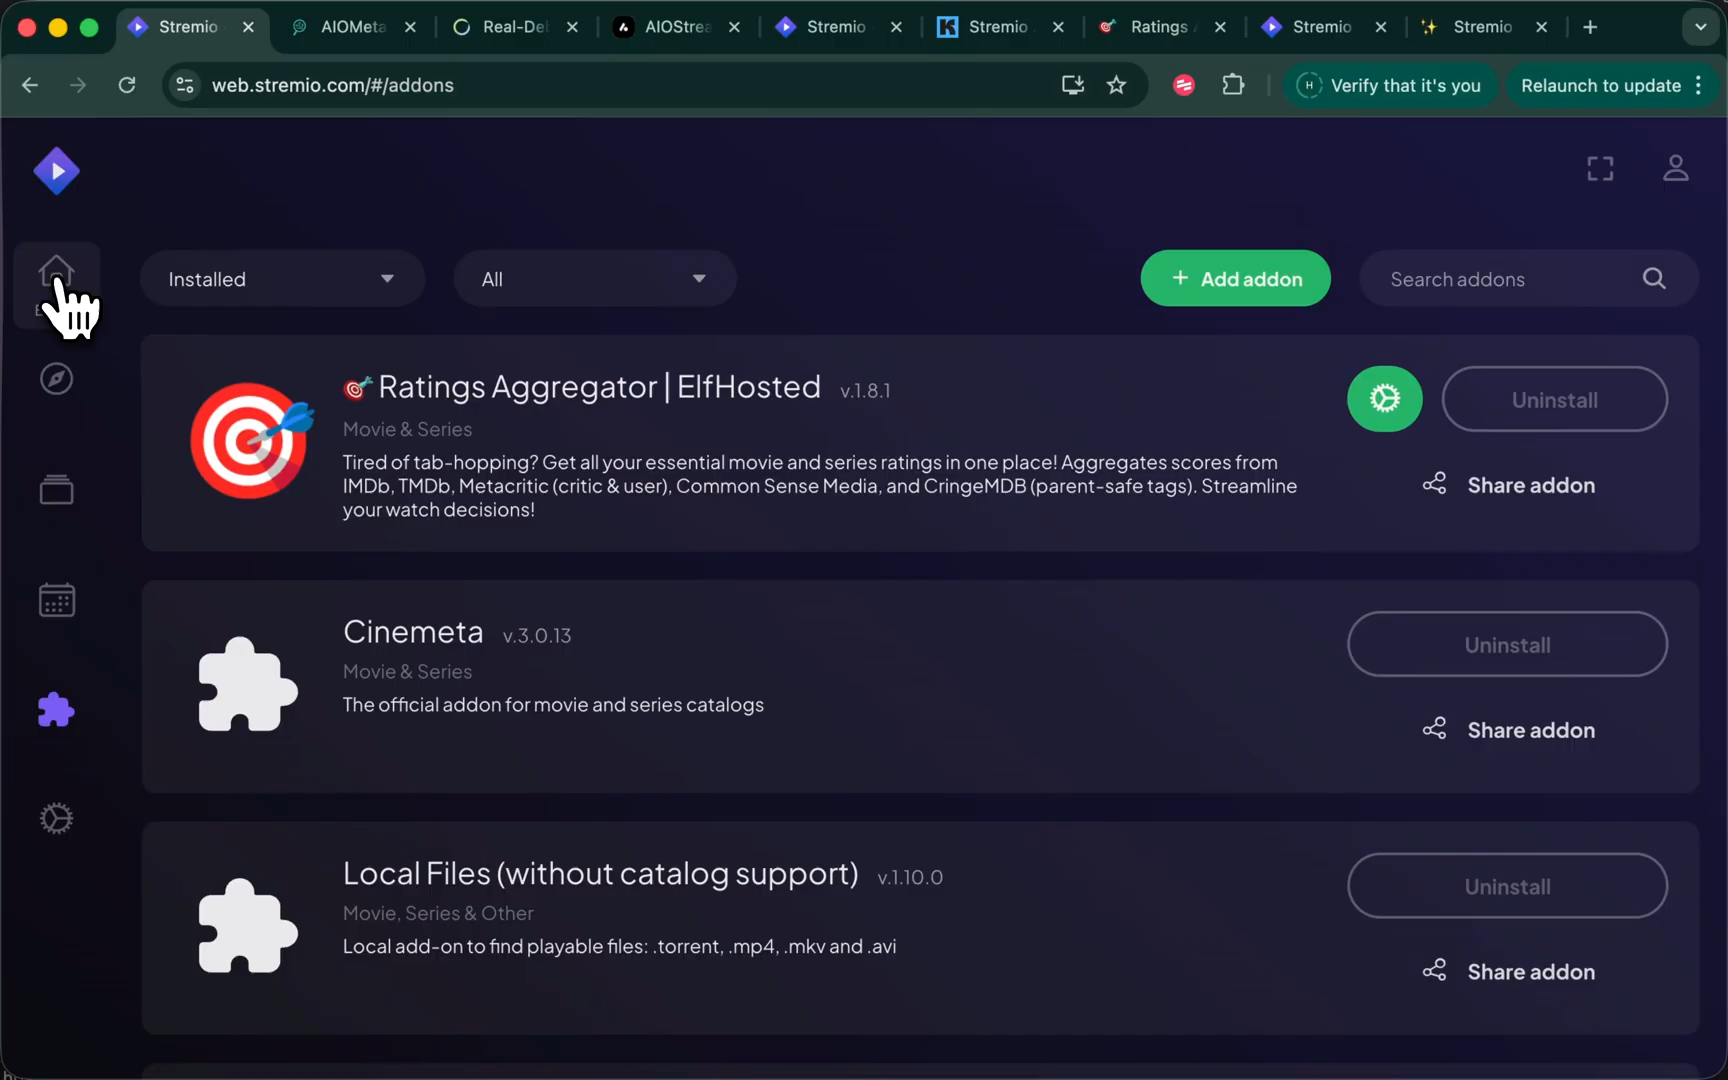 Stremio
AIOMeta
Real-Deb
AIOStrea
Stremio
Stremio
Ratings
Stremio
Stremio
web.stremio.com/#/addons
H
Verify that it's you
Relaunch to update
Installed
All
+ Add addon
Search addons
Ratings Aggregator | ElfHosted v.1.8.1
Uninstall
Movie & Series
Tired of tab-hopping? Get all your essential movie and series ratings in one place! Aggregates scores from
IMDb, TMDb, Metacritic (critic & user), Common Sense Media, and CringeMDB (parent-safe tags). Streamline
your watch decisions!
Share addon
Cinemeta v.3.0.13
Uninstall
Movie & Series
The official addon for movie and series catalogs
Share addon
Local Files (without catalog support) v.1.10.0
Uninstall
Movie, Series & Other
Local add-on to find playable files: .torrent, .mp4, .mkv and .avi
Share addon